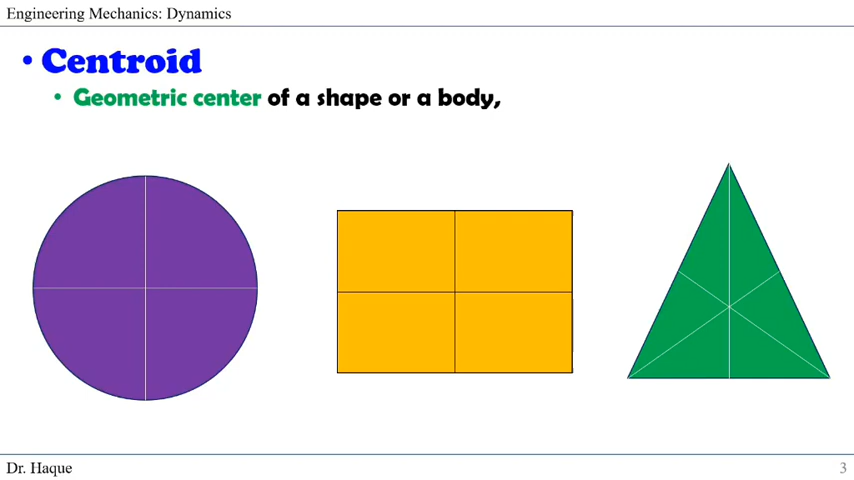 Engineering Mechanics: Dynamics
• Centroid
• Geometric center of a shape or a body,
Dr. Haque
3